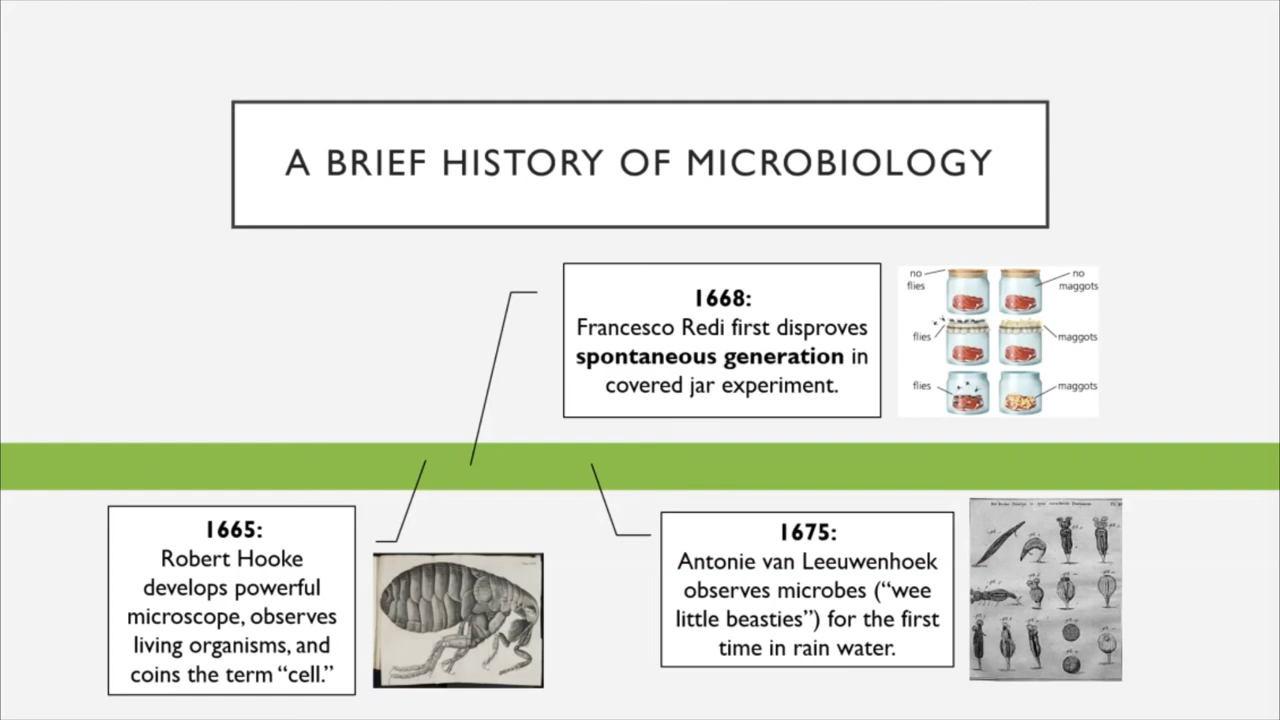 A BRIEF HISTORY OF MICROBIOLOGY
1668:
Francesco Redi first disproves
spontaneous generation in
covered jar experiment.
no
flies
no
maggots
flies
maggots
flies
maggots
1665:
Robert Hooke
develops powerful
microscope, observes
living organisms, and
coins the term “cell.”
1675:
Antonie van Leeuwenhoek
observes microbes (“wee
little beasties”) for the first
time in rain water.